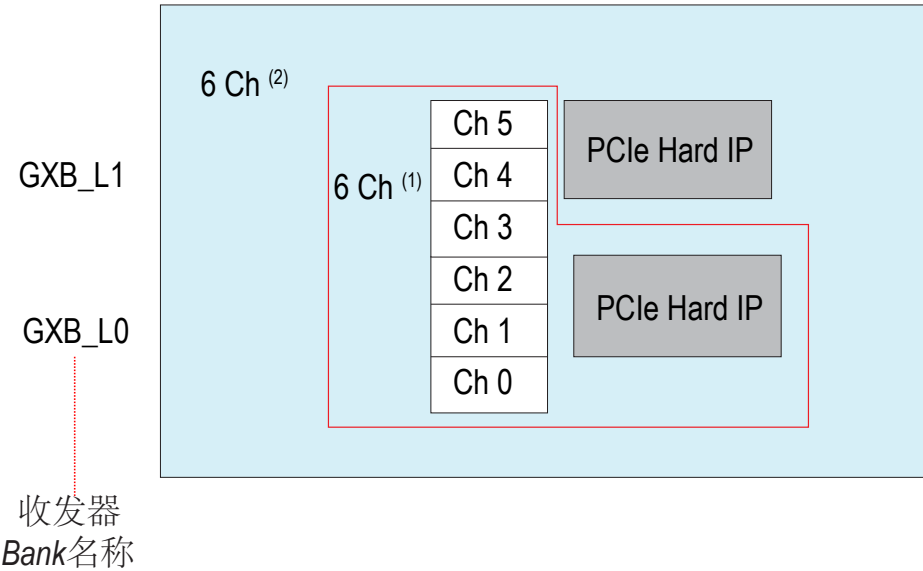 6 Ch (2)
Ch 5
PCIe Hard IP
GXB_L1
6 Ch (1)
Ch 4
Ch 3
Ch 2
PCIe Hard IP
GXB_L0
Ch 1
Ch 0
收发器
Bank名称